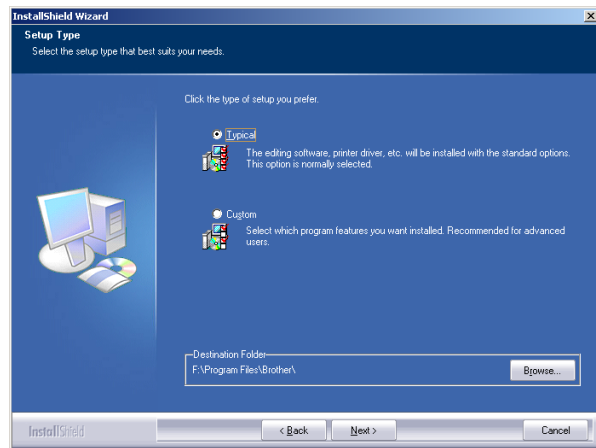 InstallShield Wizard
Setup Type
Select the setup type that best suits your needs.
Click the type of setup you prefer.
Typical
The editing software, printer driver, etc. will be installed with the standard options.
This option is normally selected.
Custom
Select which program features you want installed. Recommended for advanced
users.
Destination Folder
F:\Program Files\Brother\
Browse...
InstallShield
< Back
Next >
Cancel